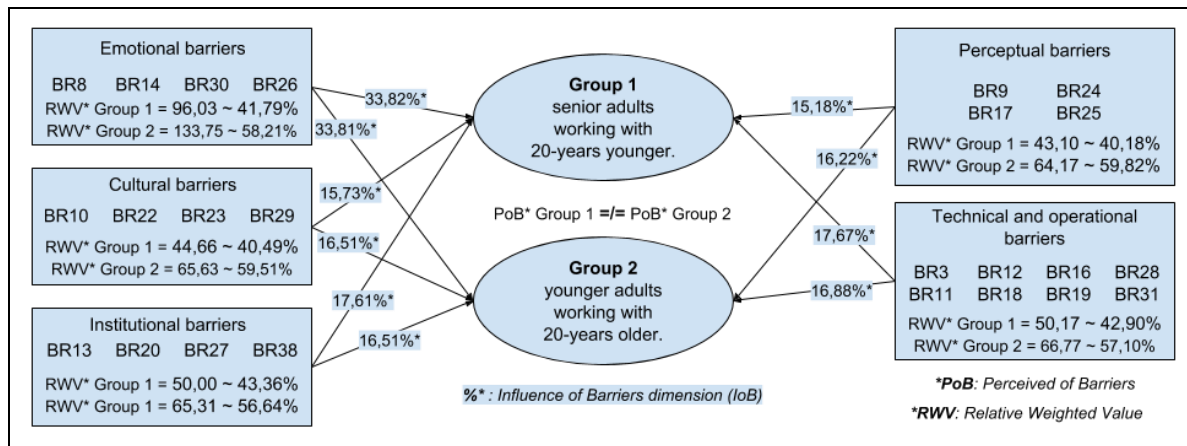 Emotional barriers
BR8 BR14 BR30 BR26
RWV* Group 1 = 96,03 ~ 41,79%
RWV* Group 2 = 133,75 ~ 58,21%
Cultural barriers
BR10 BR22 BR23 BR29
RWV* Group 1 = 44,66 ~ 40,49%
RWV* Group 2 = 65,63 ~ 59,51%
Institutional barriers
BR13 BR20 BR27 BR38
RWV* Group 1 = 50,00 ~ 43,36%
RWV* Group 1 = 65,31 ~ 56,64%
33,82%*
33,81%*
15,73%*
16,51%*
17,61%*
16,51%*
Group 1
senior adults
working with
20-years younger.
PoB* Group 1 =/= PoB* Group 2
Group 2
younger adults
working with
20-years older.
%* : Influence of Barriers dimension (IoB)
15,18%*
16,22%*
17,67%*
16,88%*
Perceptual barriers
BR9 BR24
BR17 BR25
RWV* Group 1 = 43,10 ~ 40,18%
RWV* Group 2 = 64,17 ~ 59,82%
Technical and operational
barriers
BR3 BR12 BR16 BR28
BR11 BR18 BR19 BR31
RWV* Group 1 = 50,17 ~ 42,90%
RWV* Group 2 = 66,77 ~ 57,10%
*PoB: Perceived of Barriers
*RWV: Relative Weighted Value